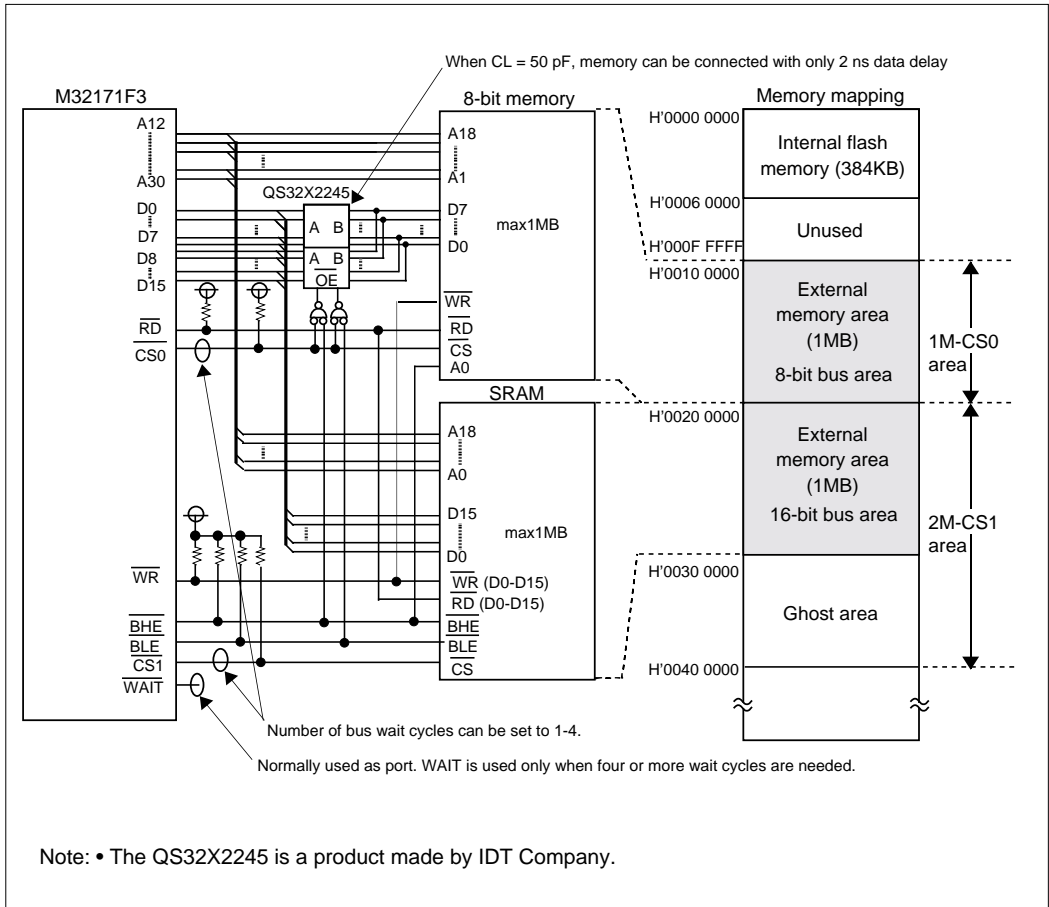 When CL = 50 pF, memory can be connected with only 2 ns data delay
M32171F3
8-bit memory
Memory mapping
A12
A30
D0
D7
D8
D15
RD
CS0
WR
BHE
BLE
CS1
WAIT
QS32X2245
A B
A B
OE
A18
A1
D7
D0
max1MB
WR
RD
CS
A0
SRAM
A18
A0
D15
D0
max1MB
WR (D0-D15)
RD (D0-D15)
BHE
BLE
CS
H'0000 0000
Internal flash
memory (384KB)
H'0006 0000
Unused
H'000F FFFF
H'0010 0000
External
memory area
(1MB)
8-bit bus area
1M-CS0
area
H'0020 0000
External
memory area
(1MB)
16-bit bus area
2M-CS1
area
H'0030 0000
Ghost area
H'0040 0000
Number of bus wait cycles can be set to 1-4.
Normally used as port. WAIT is used only when four or more wait cycles are needed.
Note: • The QS32X2245 is a product made by IDT Company.